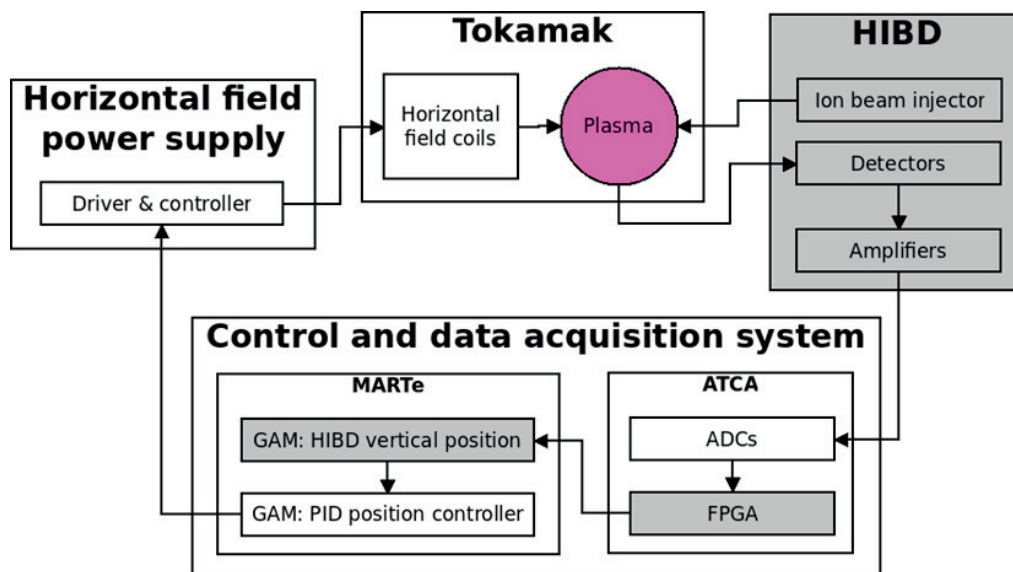 Horizontal field
power supply
Driver & controller
Tokamak
Horizontal
field coils
Plasma
HIBD
Ion beam injector
Detectors
Amplifiers
Control and data acquisition system
MARTe
GAM: HIBD vertical position
GAM: PID position controller
ATCA
ADCs
FPGA